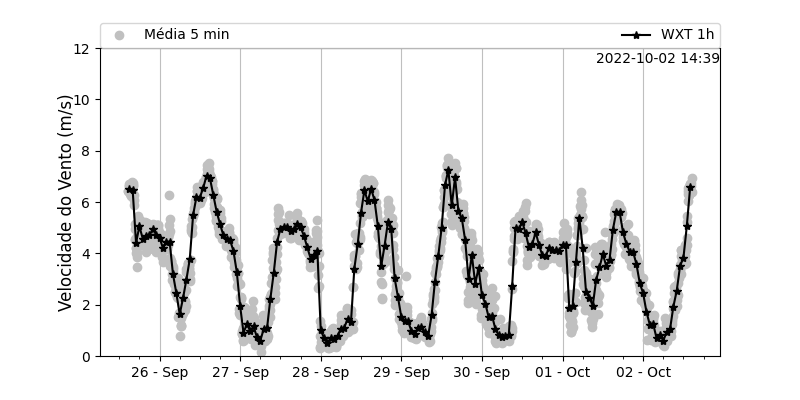 Média 5 min
WXT 1h
2022-10-02 14:39
Velocidade do Vento (m/s)
12
10
8
6
4
2
0
26 - Sep 27 - Sep 28 - Sep 29 - Sep 30 - Sep 01 - Oct 02 - Oct